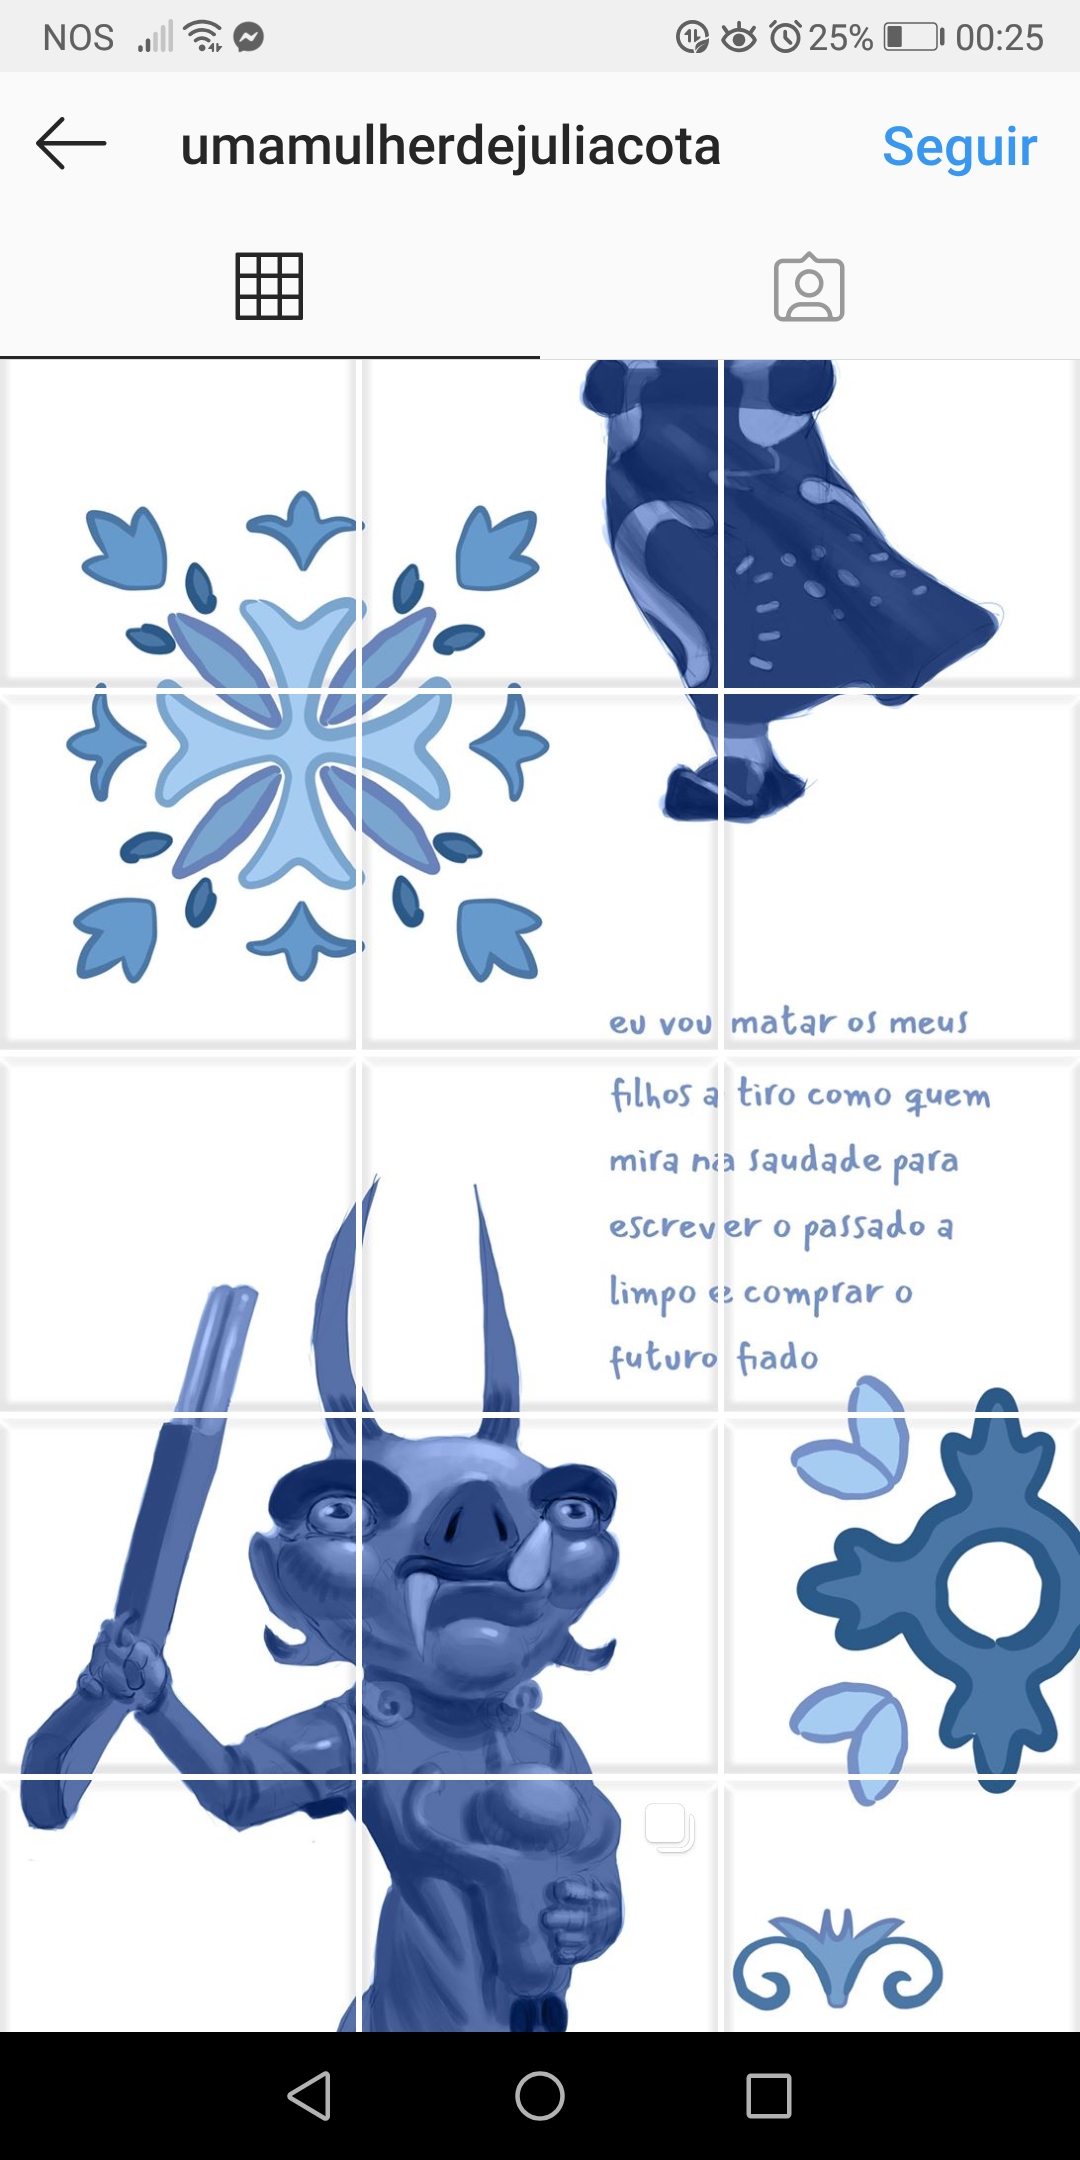 NOS 25% 00:25
umamulherdejuliacota Seguir
eu vou matar os meus
filhos a tiro como quem
mira na saudade para
escrever o passado a
limpo e comprar o
futuro fiado